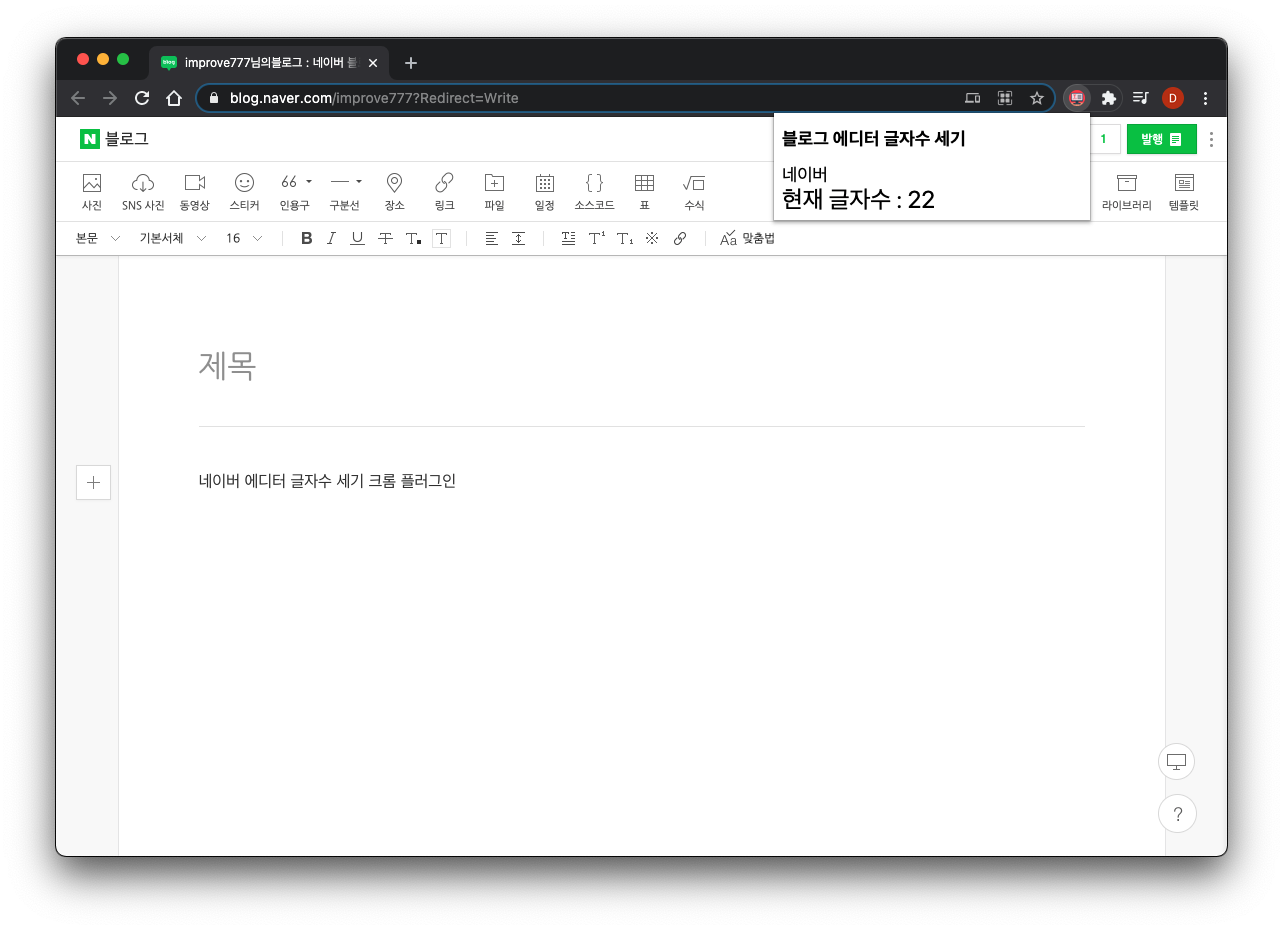 improve777님의블로그 : 네이버 블
blog.naver.com/improve777?Redirect=Write
D
N 블로그
1
발행
블로그 에디터 글자수 세기
네이버
현재 글자수 : 22
사진 SNS 사진 동영상 스티커 인용구 구분선 장소 링크 파일 일정 소스코드 표 수식 라이브러리 템플릿
본문 기본서체 16 B I U T T T T T¹ T₁ 맞춤법
제목
네이버 에디터 글자수 세기 크롬 플러그인
?